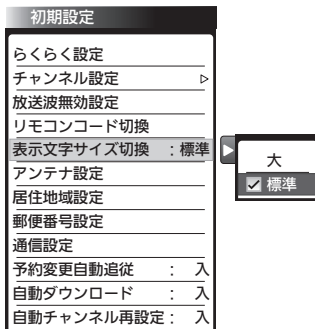 初期設定
らくらく設定
チャンネル設定 ▷
放送波無効設定
リモコンコード切換
表示文字サイズ切換 : 標準
アンテナ設定
居住地域設定
郵便番号設定
通信設定
予約変更自動追従 : 入
自動ダウンロード : 入
自動チャンネル再設定 : 入
大
標準